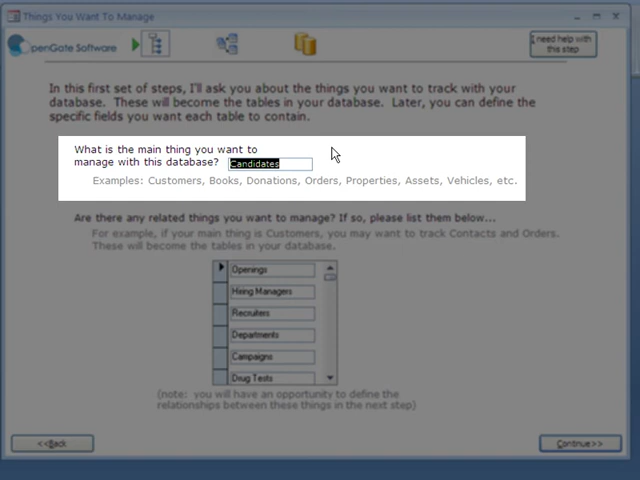 Things You Want To Manage
penGate Software
I need help with
this step
In this first set of steps, I'll ask you about the things you want to track with your
database. These will become the tables in your database. Later, you can define the
specific fields you want each table to contain.
What is the main thing you want to
manage with this database? Candidates
Examples: Customers, Books, Donations, Orders, Properties, Assets, Vehicles, etc.
Are there any related things you want to manage? If so, please list them below...
For example, if your main thing is Customers, you may want to track Contacts and Orders.
These will become the tables in your database.
Openings
Hiring Managers
Recruiters
Departments
Campaigns
Drug Tests
(note: you will have an opportunity to define the
relationships between these things in the next step)
<<Back
Continue>>